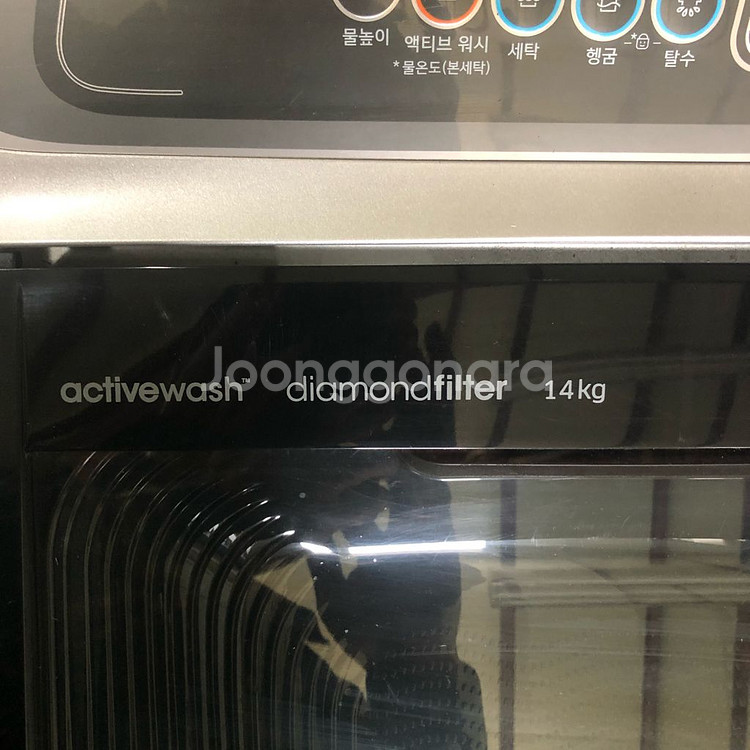 물높이 액티브 워시 세탁 헹굼 탈수
*물온도(본세탁)
Joonggonara
activewash™ diamondfilter 14kg